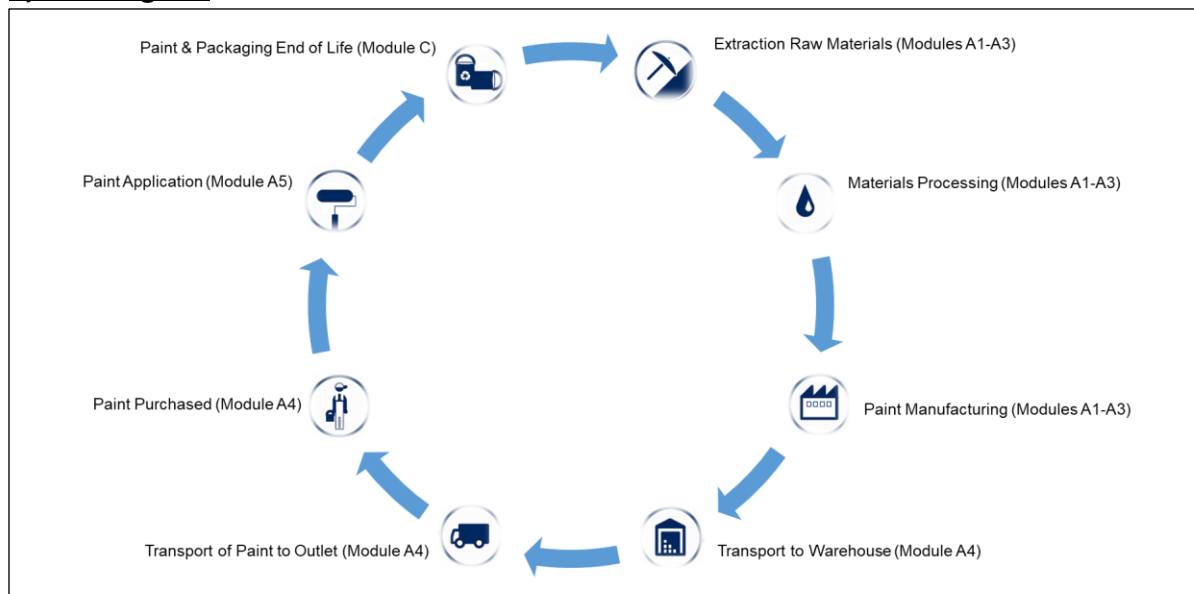 Paint & Packaging End of Life (Module C)
Extraction Raw Materials (Modules A1-A3)
Paint Application (Module A5)
Materials Processing (Modules A1-A3)
Paint Purchased (Module A4)
Paint Manufacturing (Modules A1-A3)
Transport of Paint to Outlet (Module A4)
Transport to Warehouse (Module A4)